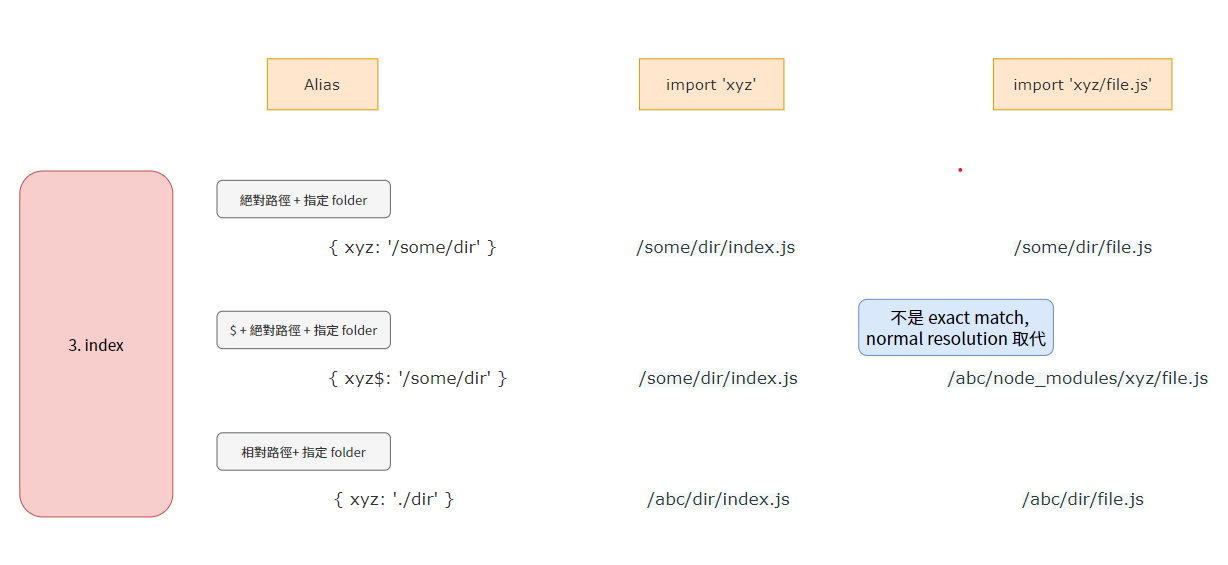 Alias
import 'xyz'
import 'xyz/file.js'
3. index
絕對路徑 + 指定 folder
{ xyz: '/some/dir' }
/some/dir/index.js
/some/dir/file.js
$ + 絕對路徑 + 指定 folder
不是 exact match,
normal resolution 取代
{ xyz$: '/some/dir' }
/some/dir/index.js
/abc/node_modules/xyz/file.js
相對路徑+ 指定 folder
{ xyz: './dir' }
/abc/dir/index.js
/abc/dir/file.js